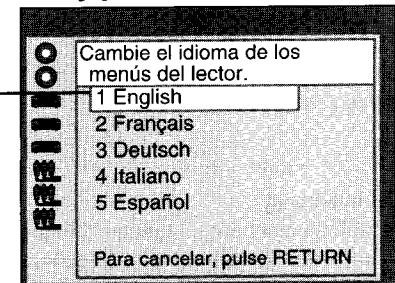 Cambie el idioma de los
menús del lector.
1 English
2 Français
3 Deutsch
4 Italiano
5 Español
Para cancelar, pulse RETURN